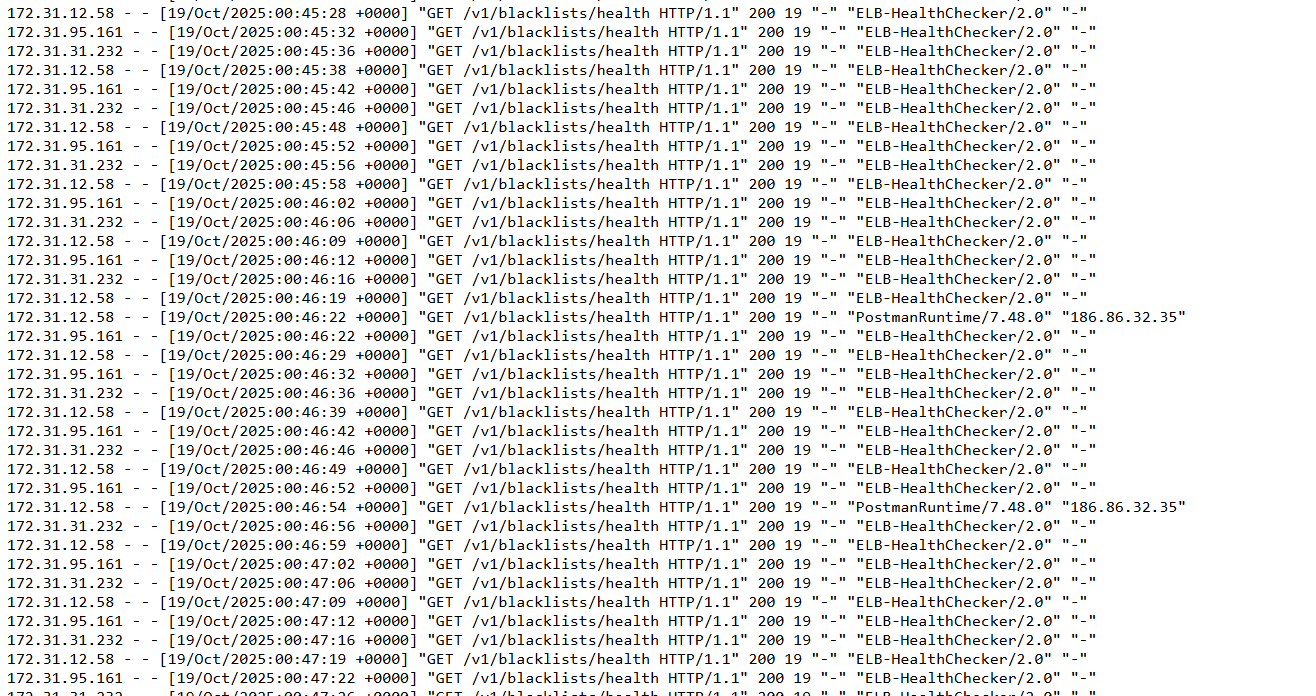 172.31.12.58 - - [19/Oct/2025:00:45:28 +0000] "GET /v1/blacklists/health HTTP/1.1" 200 19 "-" "ELB-HealthChecker/2.0" "-"
172.31.95.161 - - [19/Oct/2025:00:45:32 +0000] "GET /v1/blacklists/health HTTP/1.1" 200 19 "-" "ELB-HealthChecker/2.0" "-"
172.31.31.232 - - [19/Oct/2025:00:45:36 +0000] "GET /v1/blacklists/health HTTP/1.1" 200 19 "-" "ELB-HealthChecker/2.0" "-"
172.31.12.58 - - [19/Oct/2025:00:45:38 +0000] "GET /v1/blacklists/health HTTP/1.1" 200 19 "-" "ELB-HealthChecker/2.0" "-"
172.31.95.161 - - [19/Oct/2025:00:45:42 +0000] "GET /v1/blacklists/health HTTP/1.1" 200 19 "-" "ELB-HealthChecker/2.0" "-"
172.31.31.232 - - [19/Oct/2025:00:45:46 +0000] "GET /v1/blacklists/health HTTP/1.1" 200 19 "-" "ELB-HealthChecker/2.0" "-"
172.31.12.58 - - [19/Oct/2025:00:45:48 +0000] "GET /v1/blacklists/health HTTP/1.1" 200 19 "-" "ELB-HealthChecker/2.0" "-"
172.31.95.161 - - [19/Oct/2025:00:45:52 +0000] "GET /v1/blacklists/health HTTP/1.1" 200 19 "-" "ELB-HealthChecker/2.0" "-"
172.31.31.232 - - [19/Oct/2025:00:45:56 +0000] "GET /v1/blacklists/health HTTP/1.1" 200 19 "-" "ELB-HealthChecker/2.0" "-"
172.31.12.58 - - [19/Oct/2025:00:45:58 +0000] "GET /v1/blacklists/health HTTP/1.1" 200 19 "-" "ELB-HealthChecker/2.0" "-"
172.31.95.161 - - [19/Oct/2025:00:46:02 +0000] "GET /v1/blacklists/health HTTP/1.1" 200 19 "-" "ELB-HealthChecker/2.0" "-"
172.31.31.232 - - [19/Oct/2025:00:46:06 +0000] "GET /v1/blacklists/health HTTP/1.1" 200 19 "-" "ELB-HealthChecker/2.0" "-"
172.31.12.58 - - [19/Oct/2025:00:46:09 +0000] "GET /v1/blacklists/health HTTP/1.1" 200 19 "-" "ELB-HealthChecker/2.0" "-"
172.31.95.161 - - [19/Oct/2025:00:46:12 +0000] "GET /v1/blacklists/health HTTP/1.1" 200 19 "-" "ELB-HealthChecker/2.0" "-"
172.31.31.232 - - [19/Oct/2025:00:46:16 +0000] "GET /v1/blacklists/health HTTP/1.1" 200 19 "-" "ELB-HealthChecker/2.0" "-"
172.31.12.58 - - [19/Oct/2025:00:46:19 +0000] "GET /v1/blacklists/health HTTP/1.1" 200 19 "-" "ELB-HealthChecker/2.0" "-"
172.31.12.58 - - [19/Oct/2025:00:46:22 +0000] "GET /v1/blacklists/health HTTP/1.1" 200 19 "-" "PostmanRuntime/7.48.0" "186.86.32.35"
172.31.95.161 - - [19/Oct/2025:00:46:22 +0000] "GET /v1/blacklists/health HTTP/1.1" 200 19 "-" "ELB-HealthChecker/2.0" "-"
172.31.12.58 - - [19/Oct/2025:00:46:29 +0000] "GET /v1/blacklists/health HTTP/1.1" 200 19 "-" "ELB-HealthChecker/2.0" "-"
172.31.95.161 - - [19/Oct/2025:00:46:32 +0000] "GET /v1/blacklists/health HTTP/1.1" 200 19 "-" "ELB-HealthChecker/2.0" "-"
172.31.31.232 - - [19/Oct/2025:00:46:36 +0000] "GET /v1/blacklists/health HTTP/1.1" 200 19 "-" "ELB-HealthChecker/2.0" "-"
172.31.12.58 - - [19/Oct/2025:00:46:39 +0000] "GET /v1/blacklists/health HTTP/1.1" 200 19 "-" "ELB-HealthChecker/2.0" "-"
172.31.95.161 - - [19/Oct/2025:00:46:42 +0000] "GET /v1/blacklists/health HTTP/1.1" 200 19 "-" "ELB-HealthChecker/2.0" "-"
172.31.31.232 - - [19/Oct/2025:00:46:46 +0000] "GET /v1/blacklists/health HTTP/1.1" 200 19 "-" "ELB-HealthChecker/2.0" "-"
172.31.12.58 - - [19/Oct/2025:00:46:49 +0000] "GET /v1/blacklists/health HTTP/1.1" 200 19 "-" "ELB-HealthChecker/2.0" "-"
172.31.95.161 - - [19/Oct/2025:00:46:52 +0000] "GET /v1/blacklists/health HTTP/1.1" 200 19 "-" "ELB-HealthChecker/2.0" "-"
172.31.12.58 - - [19/Oct/2025:00:46:54 +0000] "GET /v1/blacklists/health HTTP/1.1" 200 19 "-" "PostmanRuntime/7.48.0" "186.86.32.35"
172.31.31.232 - - [19/Oct/2025:00:46:56 +0000] "GET /v1/blacklists/health HTTP/1.1" 200 19 "-" "ELB-HealthChecker/2.0" "-"
172.31.12.58 - - [19/Oct/2025:00:46:59 +0000] "GET /v1/blacklists/health HTTP/1.1" 200 19 "-" "ELB-HealthChecker/2.0" "-"
172.31.95.161 - - [19/Oct/2025:00:47:02 +0000] "GET /v1/blacklists/health HTTP/1.1" 200 19 "-" "ELB-HealthChecker/2.0" "-"
172.31.31.232 - - [19/Oct/2025:00:47:06 +0000] "GET /v1/blacklists/health HTTP/1.1" 200 19 "-" "ELB-HealthChecker/2.0" "-"
172.31.12.58 - - [19/Oct/2025:00:47:09 +0000] "GET /v1/blacklists/health HTTP/1.1" 200 19 "-" "ELB-HealthChecker/2.0" "-"
172.31.95.161 - - [19/Oct/2025:00:47:12 +0000] "GET /v1/blacklists/health HTTP/1.1" 200 19 "-" "ELB-HealthChecker/2.0" "-"
172.31.31.232 - - [19/Oct/2025:00:47:16 +0000] "GET /v1/blacklists/health HTTP/1.1" 200 19 "-" "ELB-HealthChecker/2.0" "-"
172.31.12.58 - - [19/Oct/2025:00:47:19 +0000] "GET /v1/blacklists/health HTTP/1.1" 200 19 "-" "ELB-HealthChecker/2.0" "-"
172.31.95.161 - - [19/Oct/2025:00:47:22 +0000] "GET /v1/blacklists/health HTTP/1.1" 200 19 "-" "ELB-HealthChecker/2.0" "-"